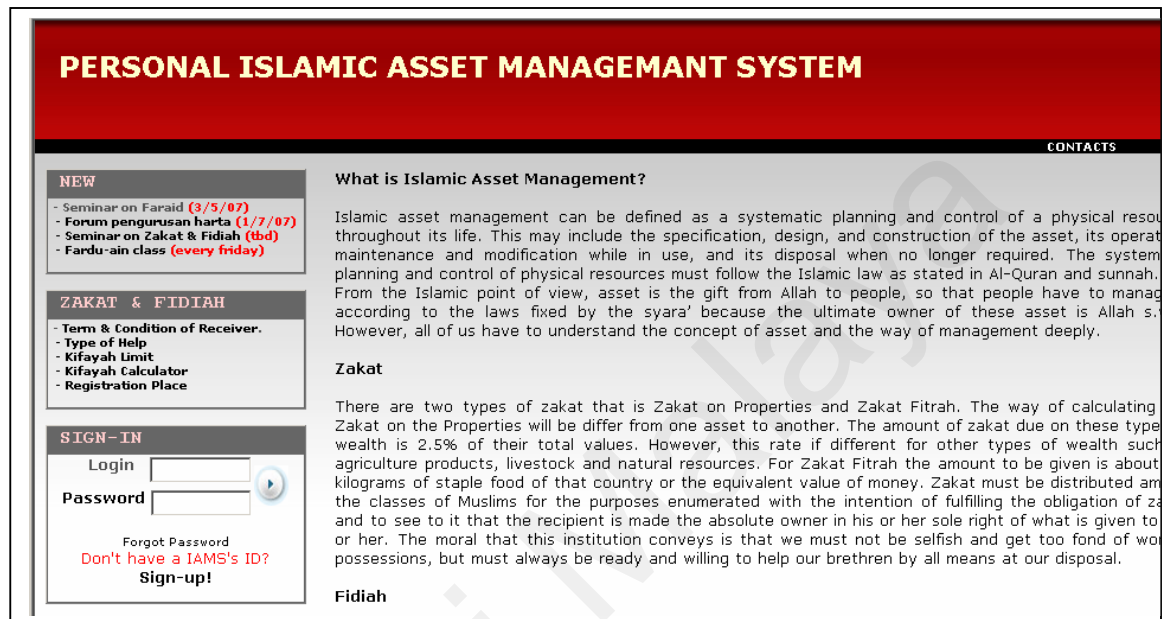 PERSONAL ISLAMIC ASSET MANAGEMANT SYSTEM
CONTACTS
NEW
- Seminar on Faraid (3/5/07)
- Forum pengurusan harta (1/7/07)
- Seminar on Zakat & Fidiah (tbd)
- Fardu-ain class (every friday)
ZAKAT & FIDIAH
- Term & Condition of Receiver.
- Type of Help
- Kifayah Limit
- Kifayah Calculator
- Registration Place
SIGN-IN
Login
Password
Forgot Password
Don't have a IAMS's ID?
Sign-up!
What is Islamic Asset Management?
Islamic asset management can be defined as a systematic planning and control of a physical resou
throughout its life. This may include the specification, design, and construction of the asset, its operat
maintenance and modification while in use, and its disposal when no longer required. The system
planning and control of physical resources must follow the Islamic law as stated in Al-Quran and sunnah.
From the Islamic point of view, asset is the gift from Allah to people, so that people have to manag
according to the laws fixed by the syara' because the ultimate owner of these asset is Allah s.
However, all of us have to understand the concept of asset and the way of management deeply.
Zakat
There are two types of zakat that is Zakat on Properties and Zakat Fitrah. The way of calculating
Zakat on the Properties will be differ from one asset to another. The amount of zakat due on these type
wealth is 2.5% of their total values. However, this rate if different for other types of wealth such
agriculture products, livestock and natural resources. For Zakat Fitrah the amount to be given is about
kilograms of staple food of that country or the equivalent value of money. Zakat must be distributed am
the classes of Muslims for the purposes enumerated with the intention of fulfilling the obligation of za
and to see to it that the recipient is made the absolute owner in his or her sole right of what is given to
or her. The moral that this institution conveys is that we must not be selfish and get too fond of wo
possessions, but must always be ready and willing to help our brethren by all means at our disposal.
Fidiah